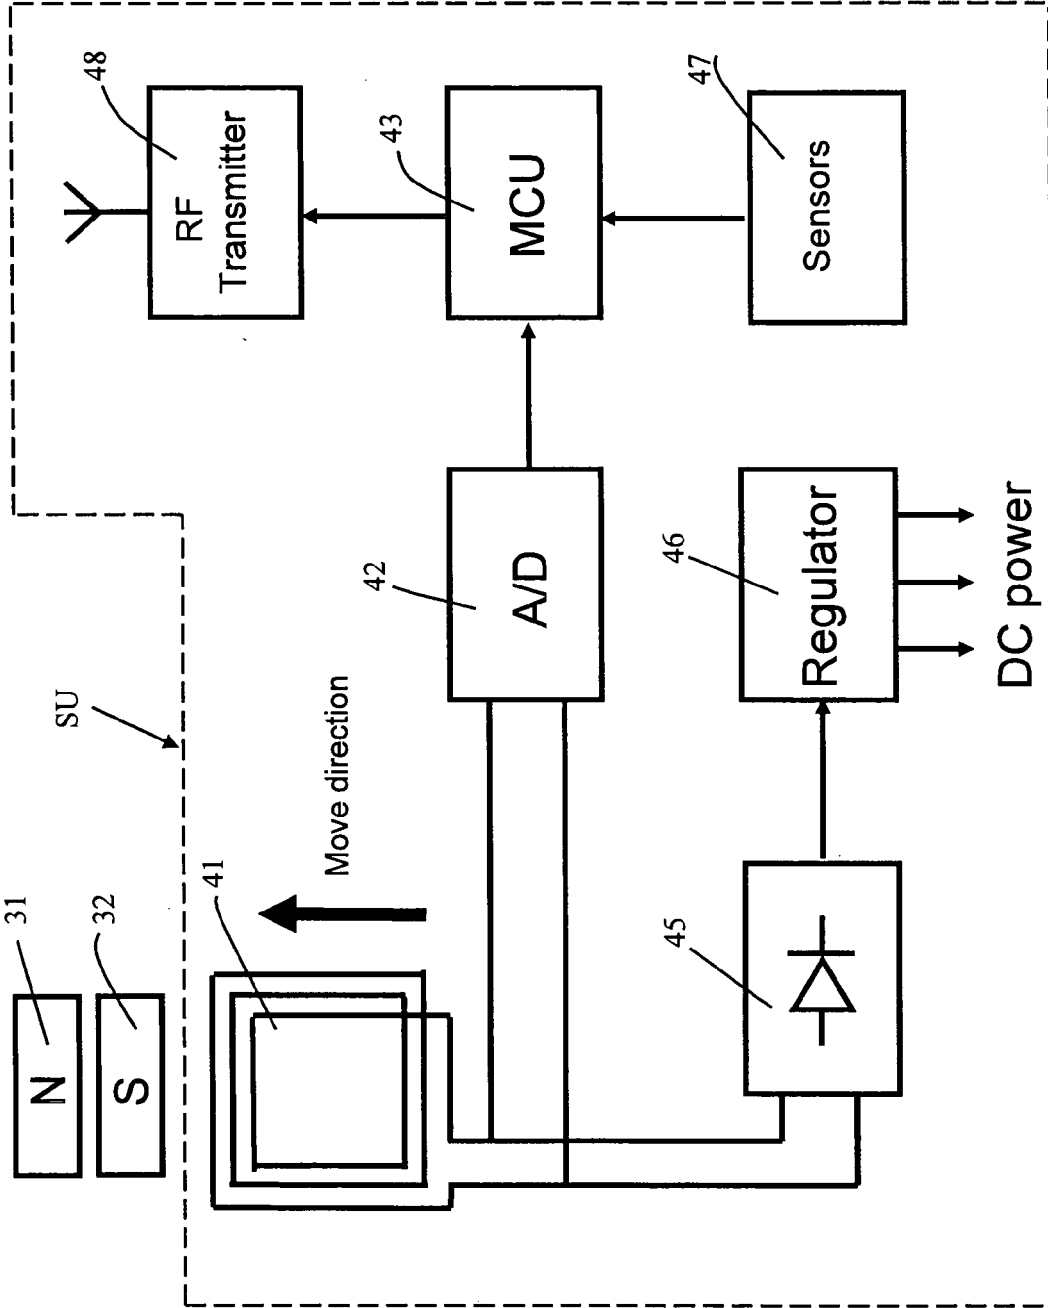 31
N
32
S
SU
41
Move direction
42
A/D
43
MCU
48
RF
Transmitter
47
Sensors
45
46
Regulator
DC power